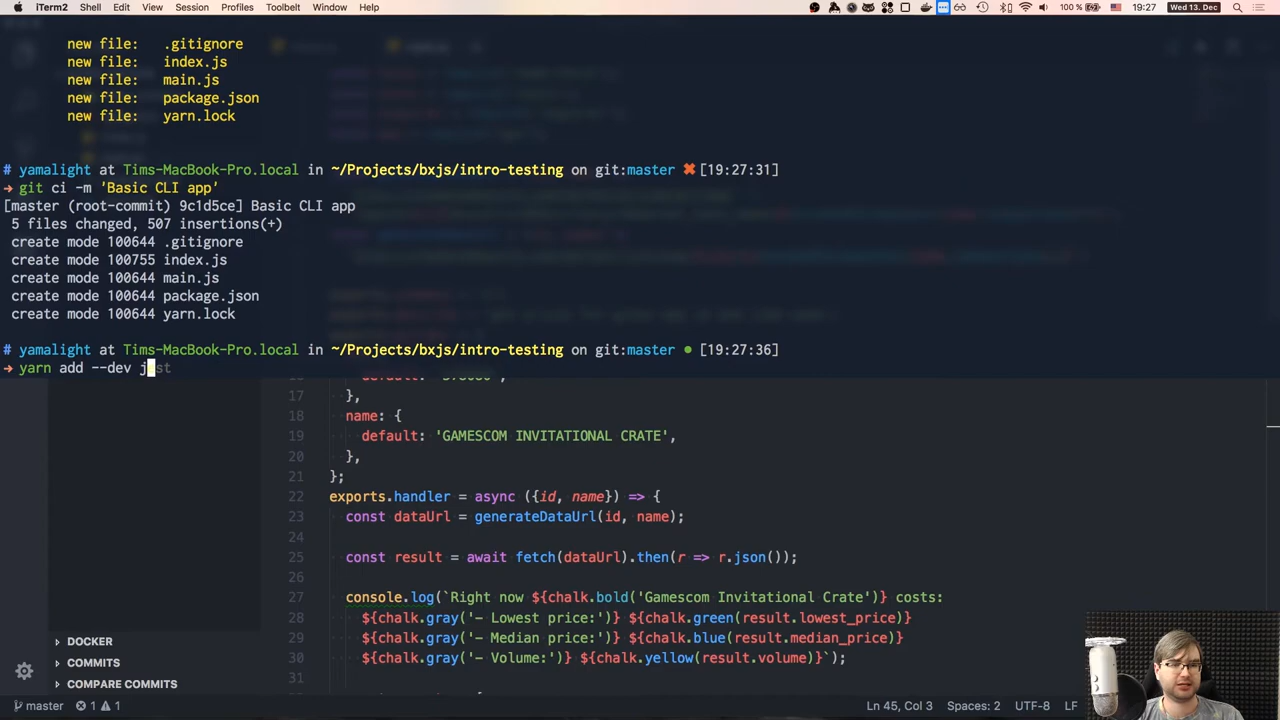 iTerm2 Shell Edit View Session Profiles Toolbelt Window Help 100 % 19:27 Wed 13. Dec
new file: .gitignore
new file: index.js
new file: main.js
new file: package.json
new file: yarn.lock
# yamalight at Tims-MacBook-Pro.local in ~/Projects/bxjs/intro-testing on git:master ✖ [19:27:31]
→ git ci -m 'Basic CLI app'
[master (root-commit) 9c1d5ce] Basic CLI app
5 files changed, 507 insertions(+)
create mode 100644 .gitignore
create mode 100755 index.js
create mode 100644 main.js
create mode 100644 package.json
create mode 100644 yarn.lock
# yamalight at Tims-MacBook-Pro.local in ~/Projects/bxjs/intro-testing on git:master ● [19:27:36]
→ yarn add --dev jest
17 },
18 name: {
19 default: 'GAMESCOM INVITATIONAL CRATE',
20 },
21 };
22 exports.handler = async ({id, name}) => {
23 const dataUrl = generateDataUrl(id, name);
24
25 const result = await fetch(dataUrl).then(r => r.json());
26
27 console.log(`Right now ${chalk.bold('Gamescom Invitational Crate')} costs:
28 ${chalk.gray('- Lowest price:')} ${chalk.green(result.lowest_price)}
29 ${chalk.gray('- Median price:')} ${chalk.blue(result.median_price)}
30 ${chalk.gray('- Volume:')} ${chalk.yellow(result.volume)}`);
31
DOCKER
COMMITS
COMPARE COMMITS
master 1 1 Ln 45, Col 3 Spaces: 2 UTF-8 LF